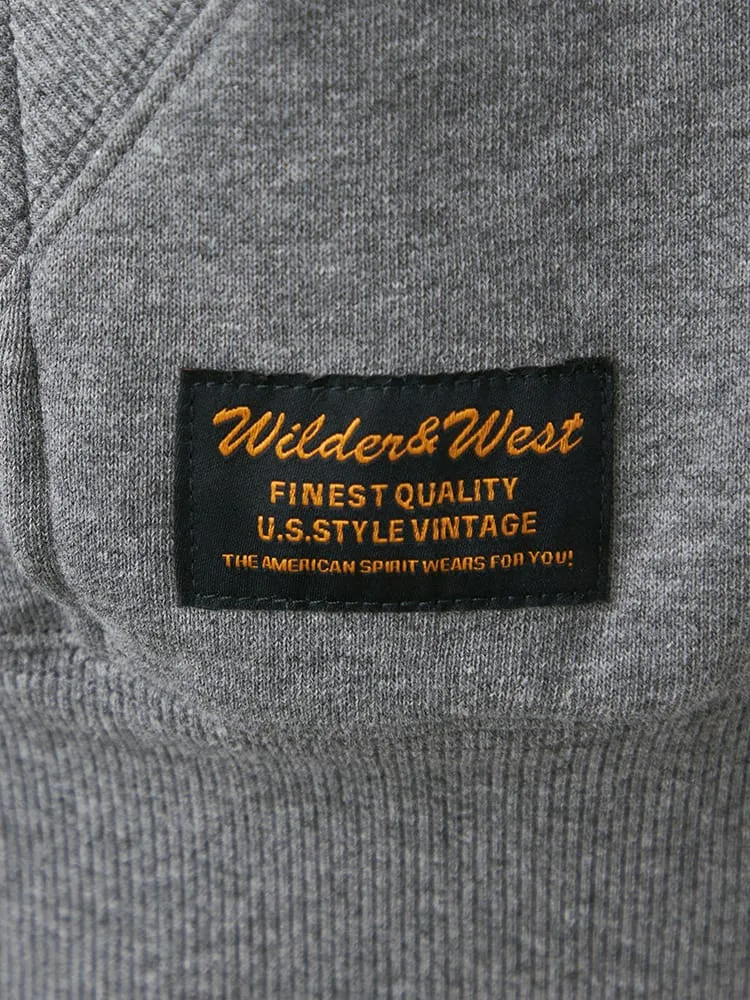 Wilder&West
FINEST QUALITY
U.S.STYLE VINTAGE
THE AMERICAN SPIRIT WEARS FOR YOU!